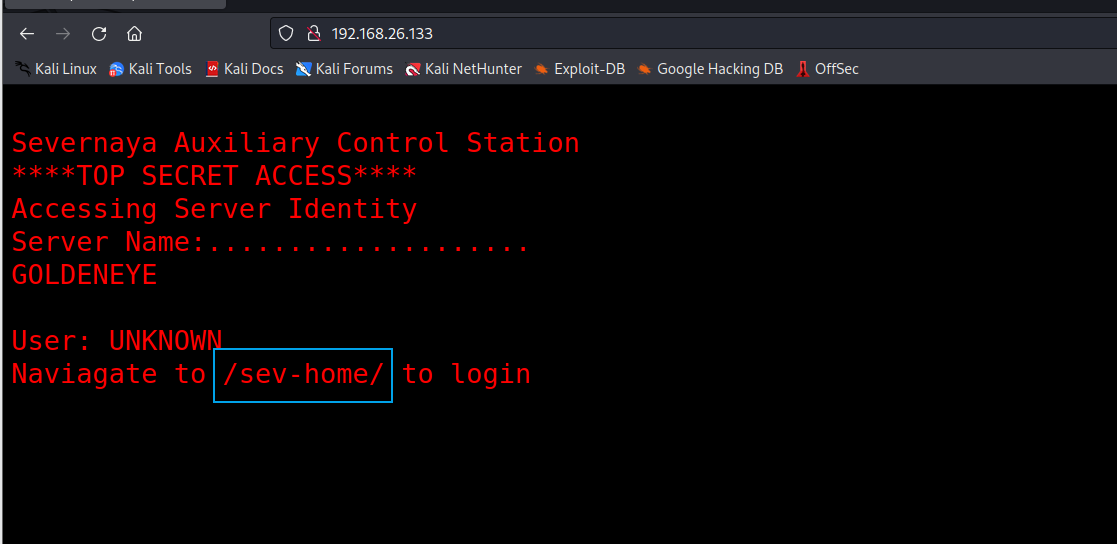 192.168.26.133
Kali Linux Kali Tools Kali Docs Kali Forums Kali NetHunter Exploit-DB Google Hacking DB OffSec
Severnaya Auxiliary Control Station
****TOP SECRET ACCESS****
Accessing Server Identity
Server Name:....................
GOLDENEYE
User: UNKNOWN
Naviagate to /sev-home/ to login